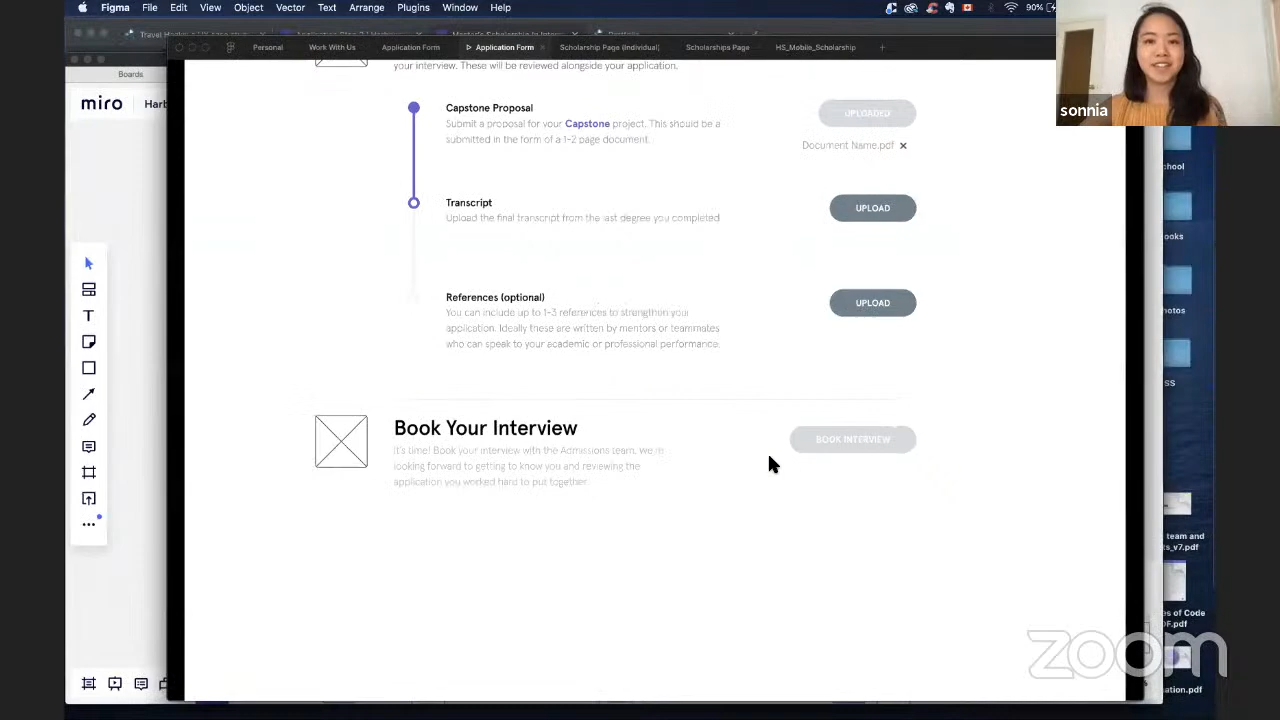 Figma File Edit View Object Vector Text Arrange Plugins Window Help 90%
Personal Work With Us Application Form Application Form Scholarship Page (Individual) Scholarships Page HS_Mobile_Scholarship +
Boards
miro Harb
your interview. These will be reviewed alongside your application.
Capstone Proposal
Submit a proposal for your Capstone project. This should be a
submitted in the form of a 1-2 page document.
UPLOADED
Document Name.pdf ×
Transcript
Upload the final transcript from the last degree you completed
UPLOAD
References (optional)
You can include up to 1-3 references to strengthen your
application. Ideally these are written by mentors or teammates
who can speak to your academic or professional performance.
UPLOAD
Book Your Interview
It's time! Book your interview with the Admissions team. We're
looking forward to getting to know you and reviewing the
application you worked hard to put together
BOOK INTERVIEW
sonnia
hool
ooks
hotos
SS
team and
ts_v7.pdf
es of Code
DF.pdf
ation.pdf
zoom